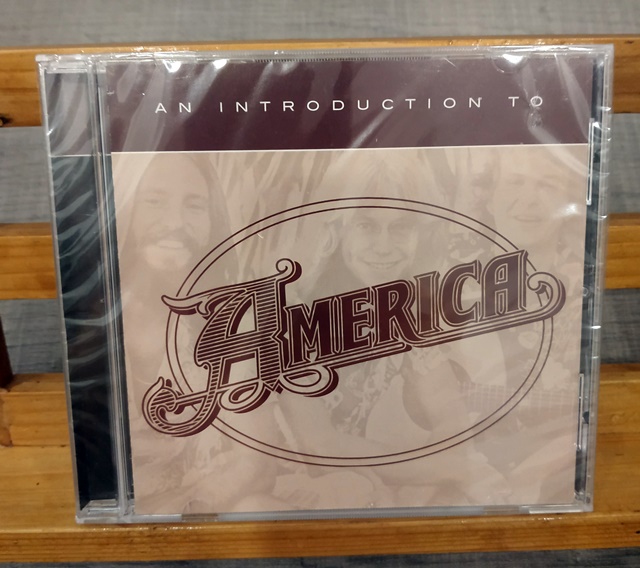 AN INTRODUCTION TO
AMERICA